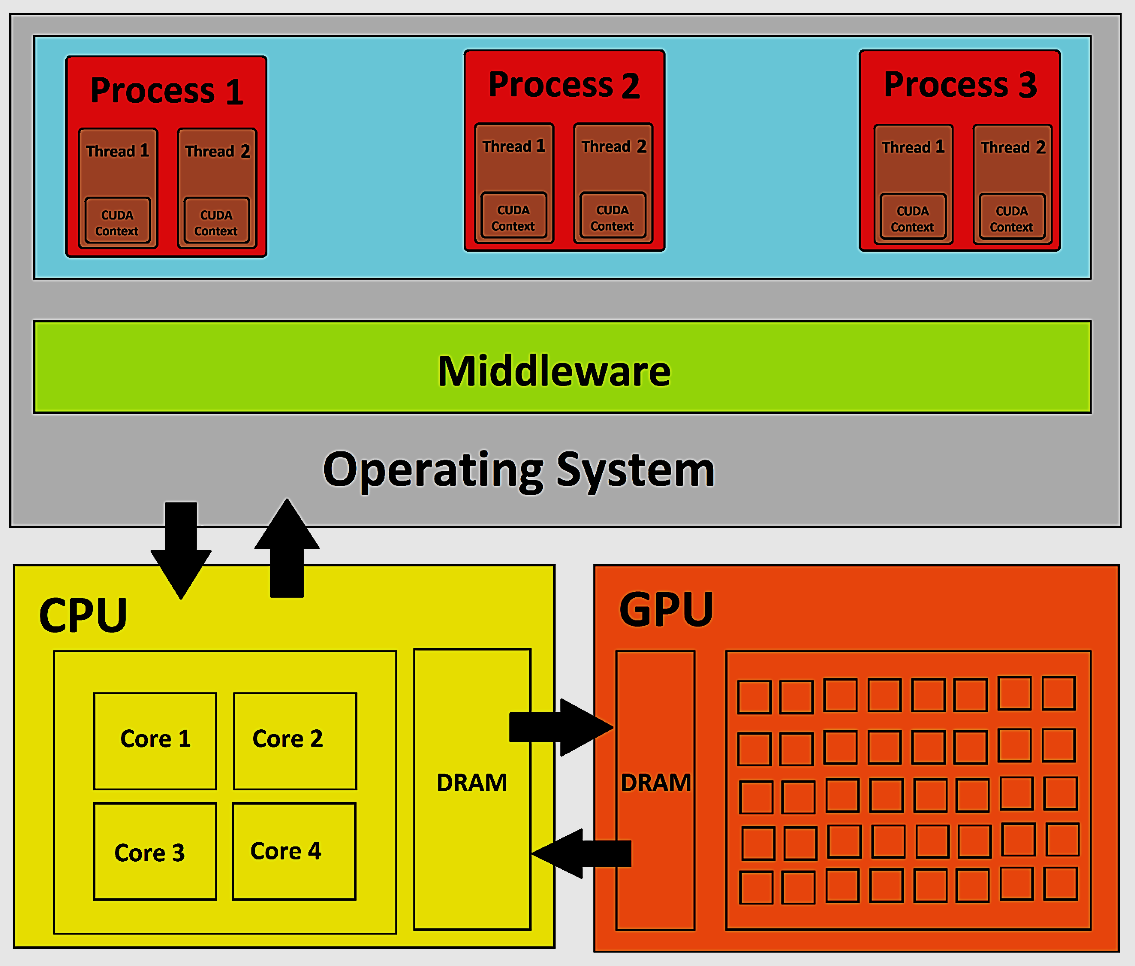 Process 1
Process 2
Process 3
Thread 1
Thread 2
Thread 1
Thread 2
Thread 1
Thread 2
CUDA
Context
CUDA
Context
CUDA
Context
CUDA
Context
CUDA
Context
CUDA
Context
Middleware
Operating System
CPU
Core 1
Core 2
Core 3
Core 4
DRAM
GPU
DRAM